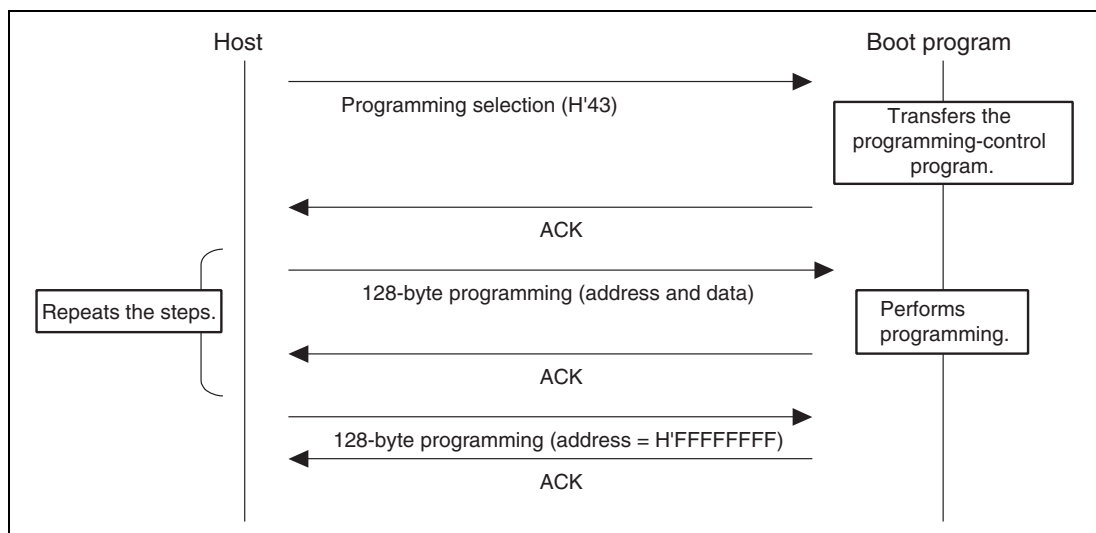 Host
Boot program
Programming selection (H'43)
Transfers the
programming-control
program.
ACK
128-byte programming (address and data)
Repeats the steps.
Performs
programming.
ACK
128-byte programming (address = H'FFFFFFFF)
ACK